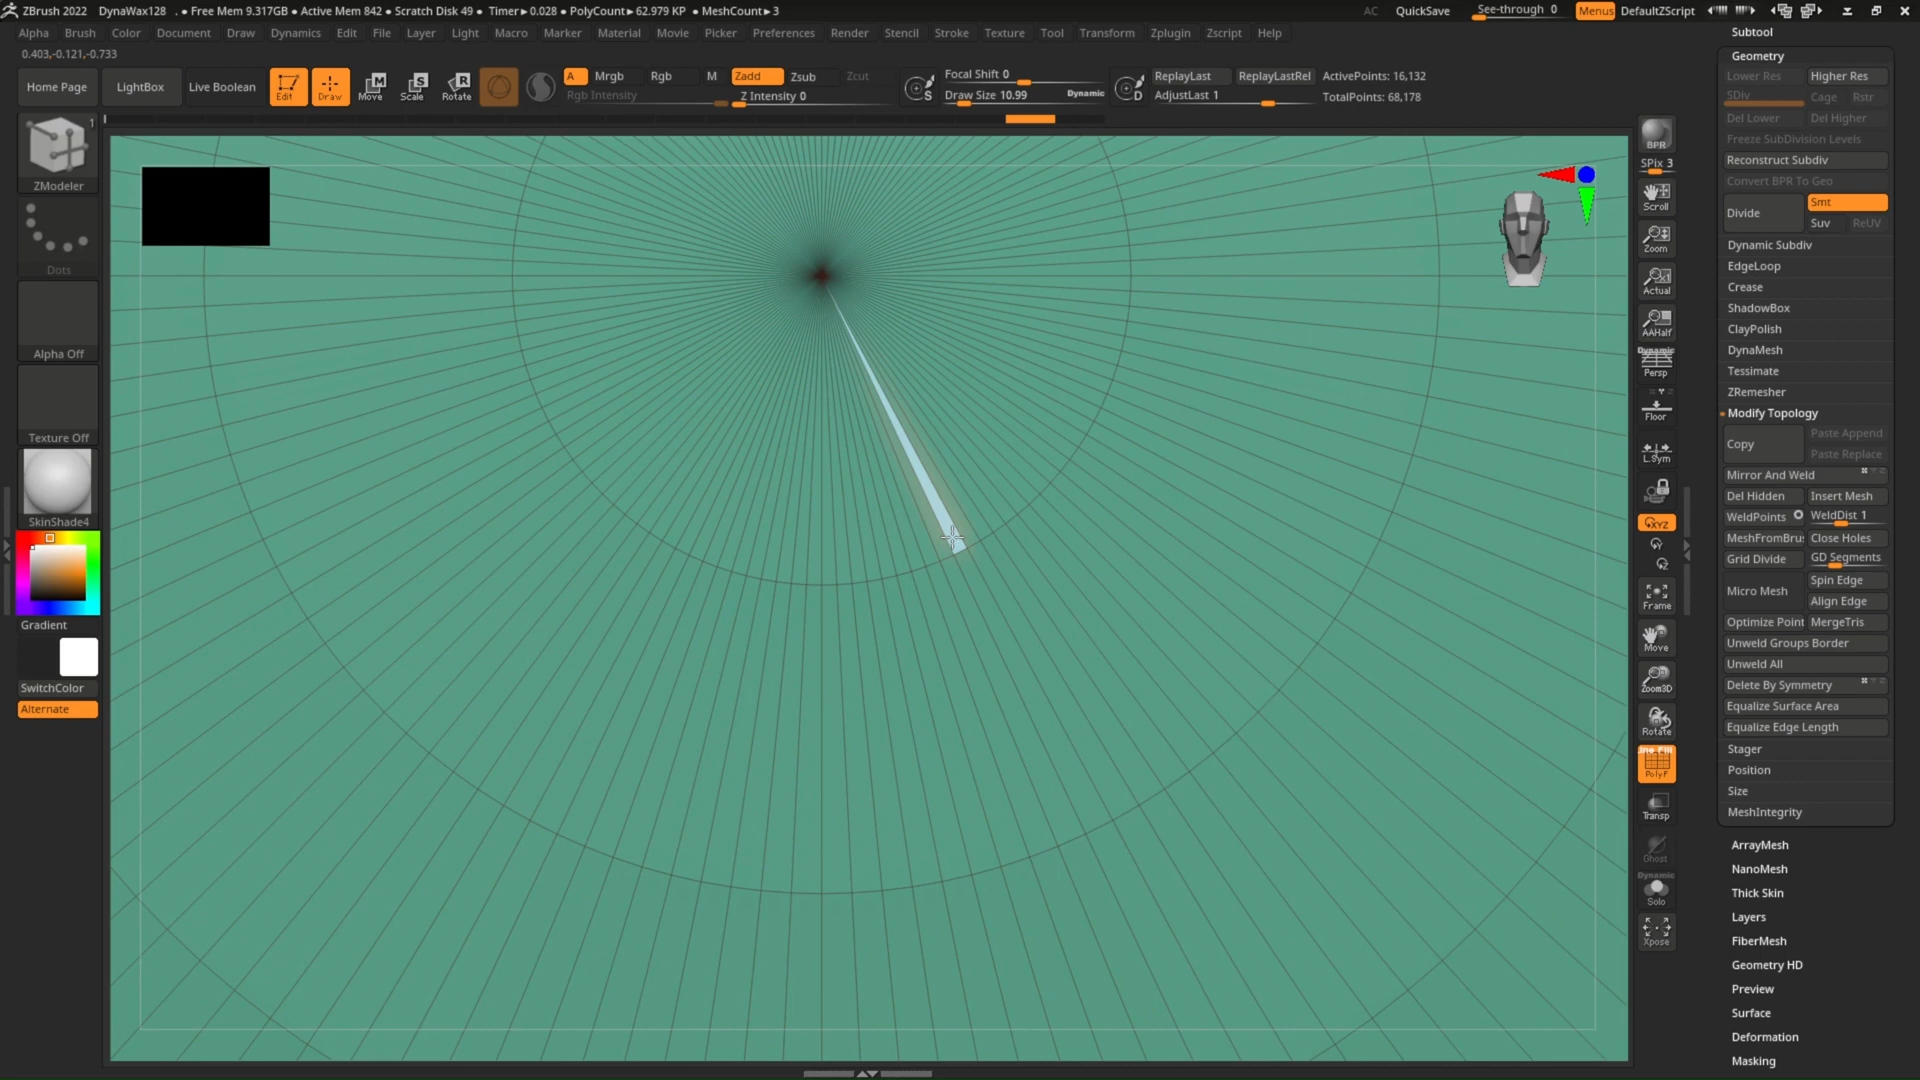 ZBrush 2022 DynaWax128 . ● Free Mem 9.317GB ● Active Mem 842 ● Scratch Disk 49 ● Timer▸0.028 ● PolyCount▸62.979 KP ● MeshCount▸3 AC QuickSave See-through 0 Menus DefaultZScript
Alpha Brush Color Document Draw Dynamics Edit File Layer Light Macro Marker Material Movie Picker Preferences Render Stencil Stroke Texture Tool Transform Zplugin Zscript Help
0.403,-0.121,-0.733
Home Page LightBox Live Boolean Edit Draw Move Scale Rotate
A Mrgb Rgb M Zadd Zsub Zcut
Rgb Intensity Z Intensity 0
Focal Shift 0
Draw Size 10.99 Dynamic
S
D
ReplayLast ReplayLastRel ActivePoints: 16,132
AdjustLast 1 TotalPoints: 68,178
1
ZModeler
Dots
Alpha Off
Texture Off
SkinShade4
Gradient
SwitchColor
Alternate
BPR
SPix 3
Scroll
Zoom
Actual
AAHalf
Dynamic
Persp
Floor
L.Sym
XYZ
Y
Z
Frame
Move
Zoom3D
Rotate
Line Fill
PolyF
Transp
Ghost
Dynamic
Solo
Xpose
Subtool
Geometry
Lower Res Higher Res
SDiv Cage Rstr
Del Lower Del Higher
Freeze SubDivision Levels
Reconstruct Subdiv
Convert BPR To Geo
Divide Smt
Suv ReUV
Dynamic Subdiv
EdgeLoop
Crease
ShadowBox
ClayPolish
DynaMesh
Tessimate
ZRemesher
Modify Topology
Copy Paste Append
Paste Replace
Mirror And Weld
Del Hidden Insert Mesh
WeldPoints WeldDist 1
MeshFromBrus Close Holes
Grid Divide GD Segments
Micro Mesh Spin Edge
Align Edge
Optimize Point MergeTris
Unweld Groups Border
Unweld All
Delete By Symmetry
Equalize Surface Area
Equalize Edge Length
Stager
Position
Size
MeshIntegrity
ArrayMesh
NanoMesh
Thick Skin
Layers
FiberMesh
Geometry HD
Preview
Surface
Deformation
Masking